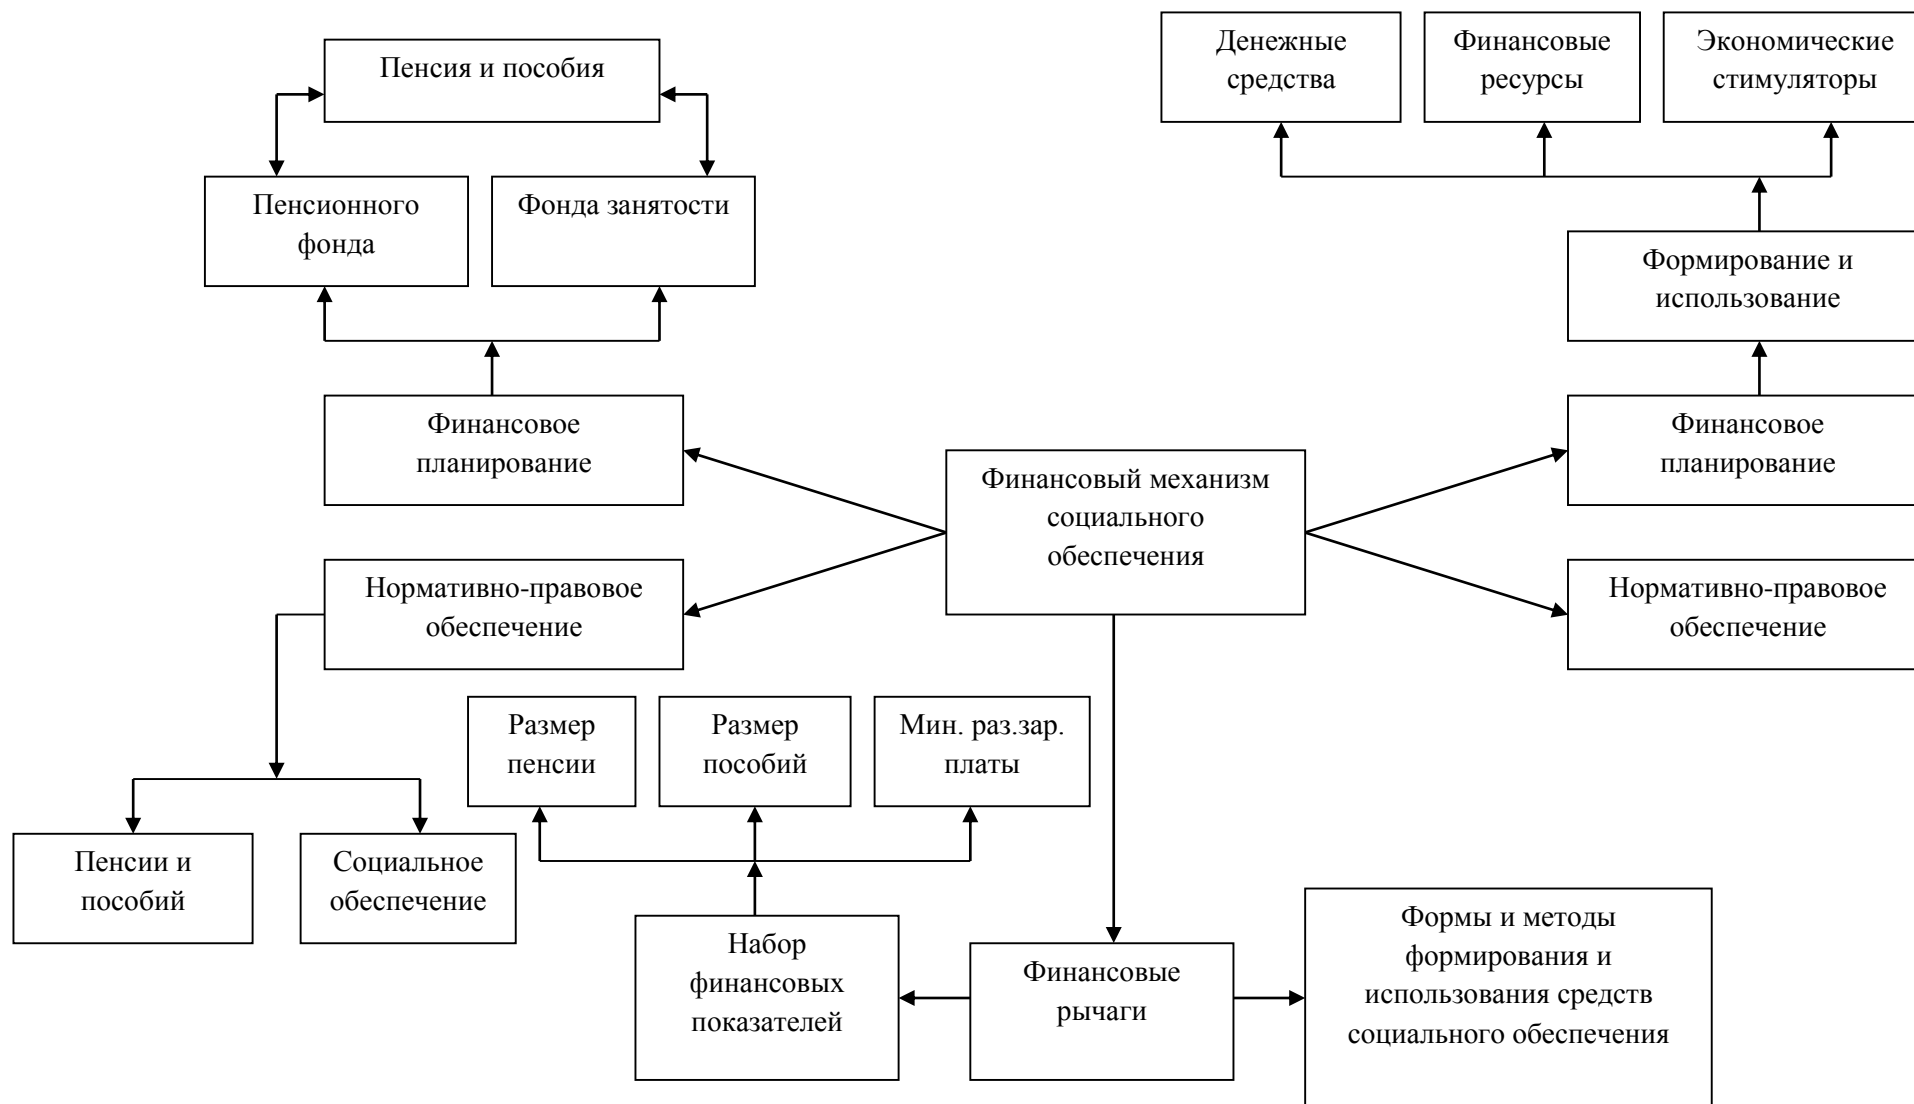 Пенсия и пособия
Денежные
средства
Финансовые
ресурсы
Экономические
стимуляторы
Пенсионного
фонда
Фонда занятости
Формирование и
использование
Финансовое
планирование
Финансовый механизм
социального
обеспечения
Финансовое
планирование
Нормативно-правовое
обеспечение
Нормативно-правовое
обеспечение
Размер
пенсии
Размер
пособий
Мин. раз.зар.
платы
Пенсии и
пособий
Социальное
обеспечение
Набор
финансовых
показателей
Финансовые
рычаги
Формы и методы
формирования и
использования средств
социального обеспечения